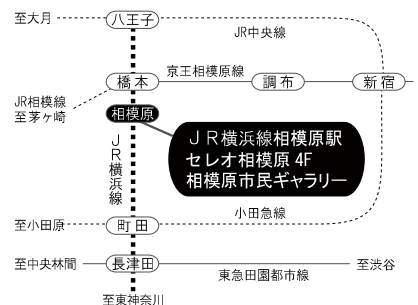 至大月
八王子
JR中央線
京王相模原線
橋本
調布
新宿
JR相模線
至茅ヶ崎
相模原
JR横浜線
JR横浜線相模原駅
セレオ相模原 4F
相模原市民ギャラリー
小田急線
至小田原
町田
至中央林間
長津田
東急田園都市線
至渋谷
至東神奈川